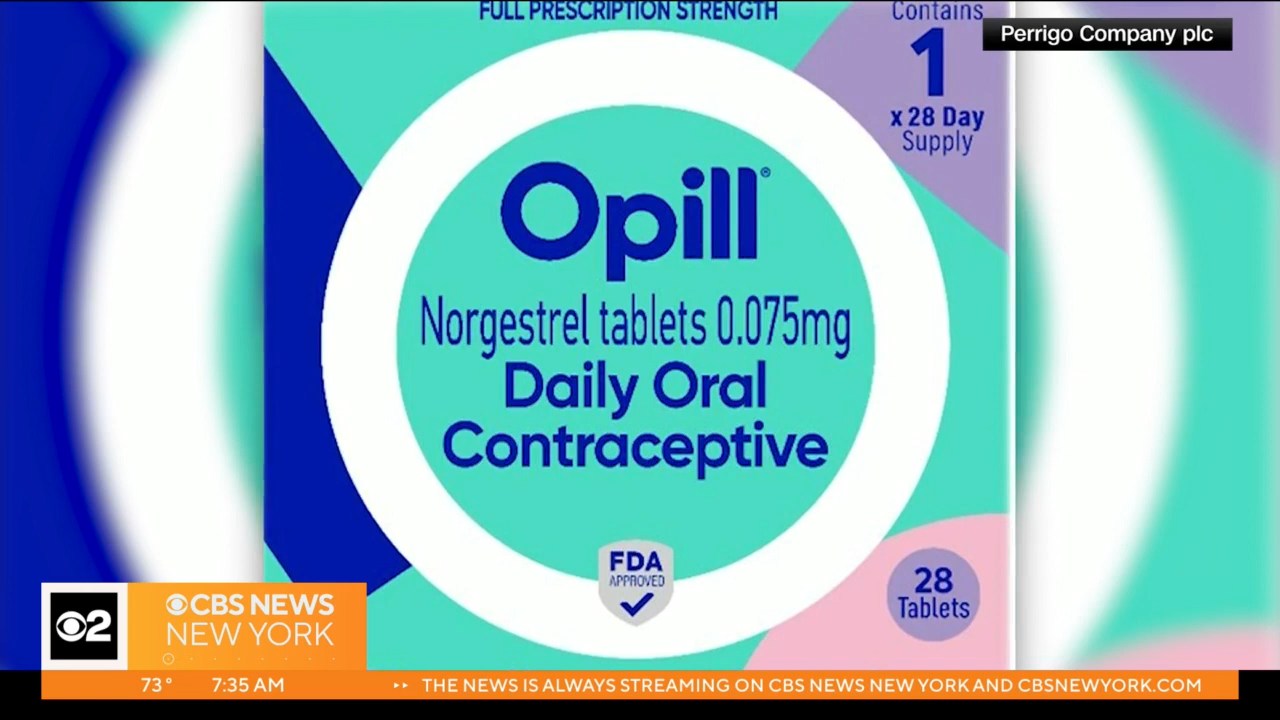 FULL PRESCRIPTION STRENGTH
Contains
1
x 28 Day
Supply
Perrigo Company plc
Opill®
Norgestrel tablets 0.075mg
Daily Oral
Contraceptive
FDA
APPROVED
28
Tablets
2
CBS NEWS
NEW YORK
73° 7:35 AM THE NEWS IS ALWAYS STREAMING ON CBS NEWS NEW YORK AND CBSNEWYORK.COM